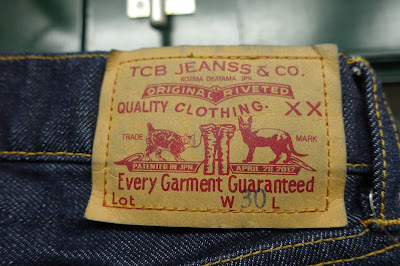 TCB JEANSS & CO.
KOJIMA OKAYAMA JPN.
ORIGINAL RIVETED
QUALITY CLOTHING. XX
TRADE MARK
PATENTED IN JPN APRIL 20 2012
Every Garment Guaranteed
Lot W 30 L